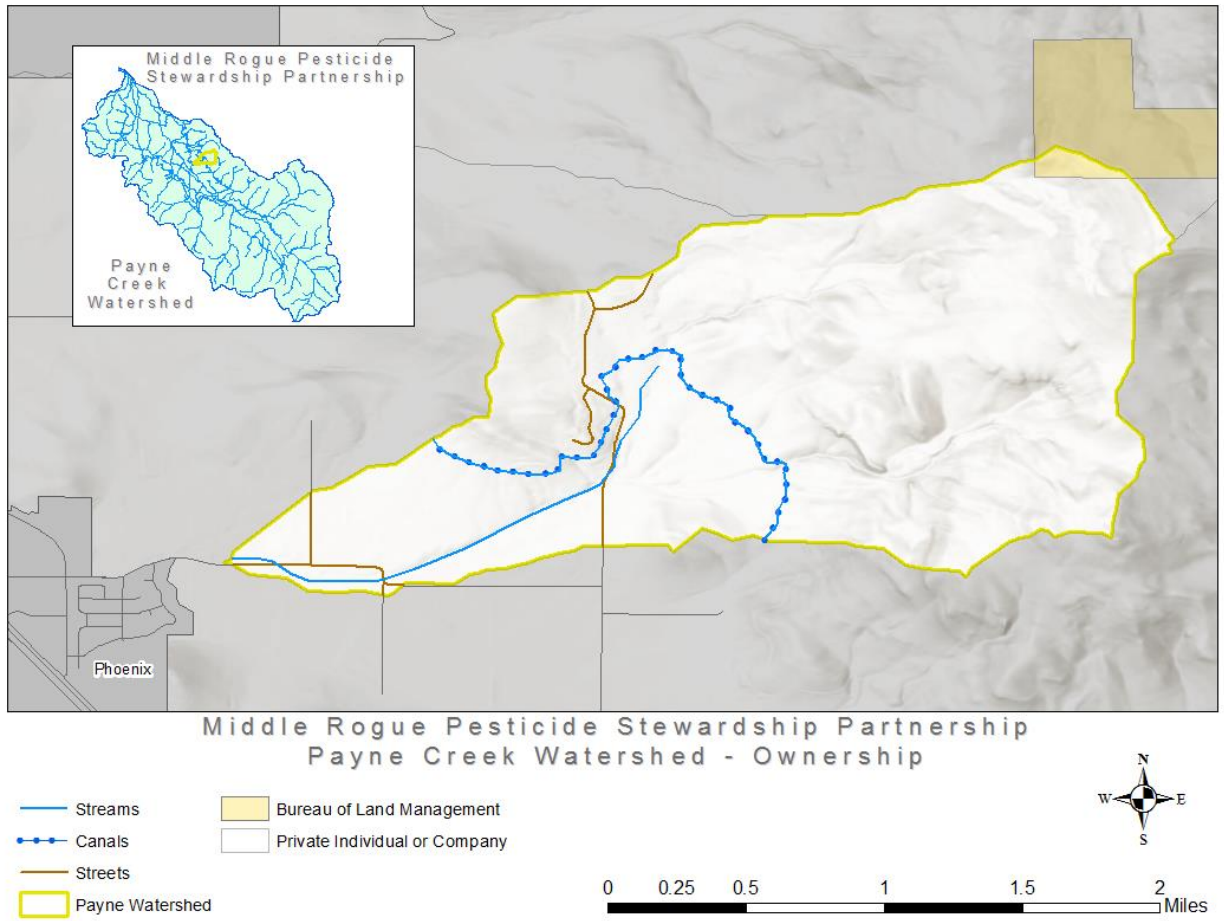 Middle Rogue Pesticide
Stewardship Partnership
Payne
Creek
Watershed
Phoenix
Middle Rogue Pesticide Stewardship Partnership
Payne Creek Watershed - Ownership
Streams
Canals
Streets
Payne Watershed
Bureau of Land Management
Private Individual or Company
N
W E
S
0 0.25 0.5 1 1.5 2
Miles